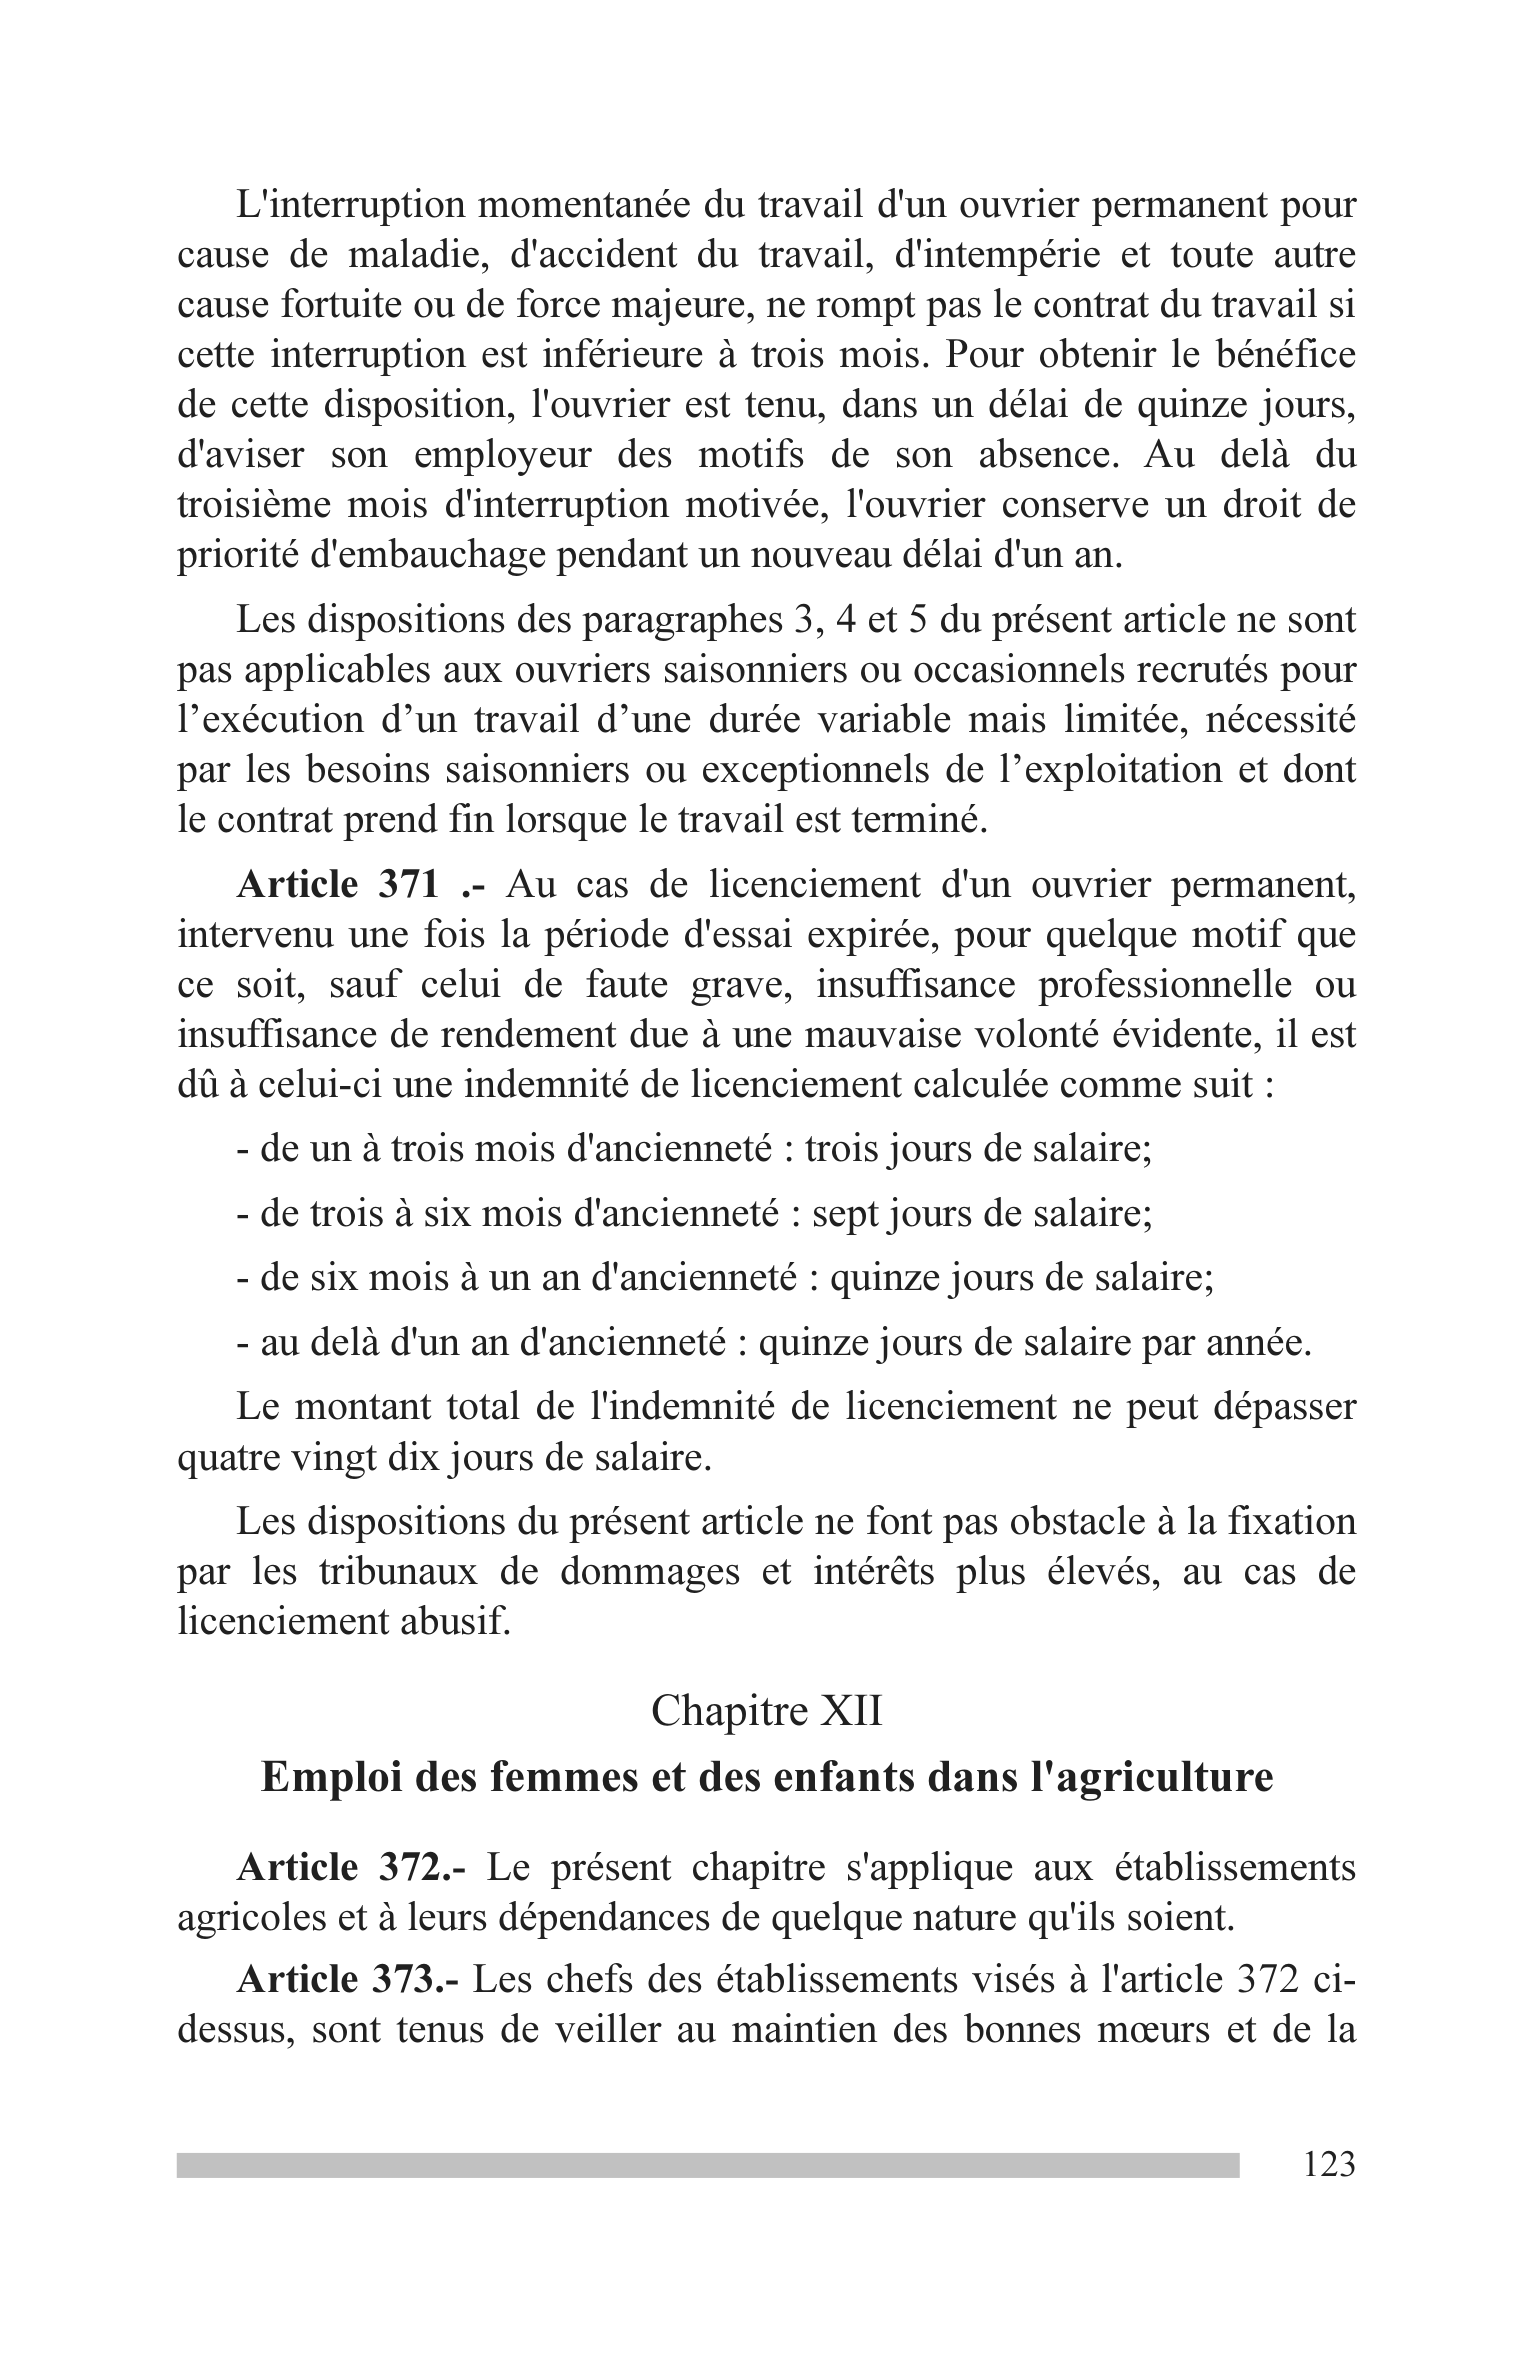 L'interruption momentanée du travail d'un ouvrier permanent pour
cause de maladie, d'accident du travail, d'intempérie et toute autre
cause fortuite ou de force majeure, ne rompt pas le contrat du travail si
cette interruption est inférieure à trois mois. Pour obtenir le bénéfice
de cette disposition, l'ouvrier est tenu, dans un délai de quinze jours,
d'aviser son employeur des motifs de son absence. Au delà du
troisième mois d'interruption motivée, l'ouvrier conserve un droit de
priorité d'embauchage pendant un nouveau délai d'un an.
Les dispositions des paragraphes 3, 4 et 5 du présent article ne sont
pas applicables aux ouvriers saisonniers ou occasionnels recrutés pour
l’exécution d’un travail d’une durée variable mais limitée, nécessité
par les besoins saisonniers ou exceptionnels de l’exploitation et dont
le contrat prend fin lorsque le travail est terminé.
Article 371 .- Au cas de licenciement d'un ouvrier permanent,
intervenu une fois la période d'essai expirée, pour quelque motif que
ce soit, sauf celui de faute grave, insuffisance professionnelle ou
insuffisance de rendement due à une mauvaise volonté évidente, il est
dû à celui-ci une indemnité de licenciement calculée comme suit :
- de un à trois mois d'ancienneté : trois jours de salaire;
- de trois à six mois d'ancienneté : sept jours de salaire;
- de six mois à un an d'ancienneté : quinze jours de salaire;
- au delà d'un an d'ancienneté : quinze jours de salaire par année.
Le montant total de l'indemnité de licenciement ne peut dépasser
quatre vingt dix jours de salaire.
Les dispositions du présent article ne font pas obstacle à la fixation
par les tribunaux de dommages et intérêts plus élevés, au cas de
licenciement abusif.
Chapitre XII
Emploi des femmes et des enfants dans l'agriculture
Article 372.- Le présent chapitre s'applique aux établissements
agricoles et à leurs dépendances de quelque nature qu'ils soient.
Article 373.- Les chefs des établissements visés à l'article 372 ci-
dessus, sont tenus de veiller au maintien des bonnes mœurs et de la
123